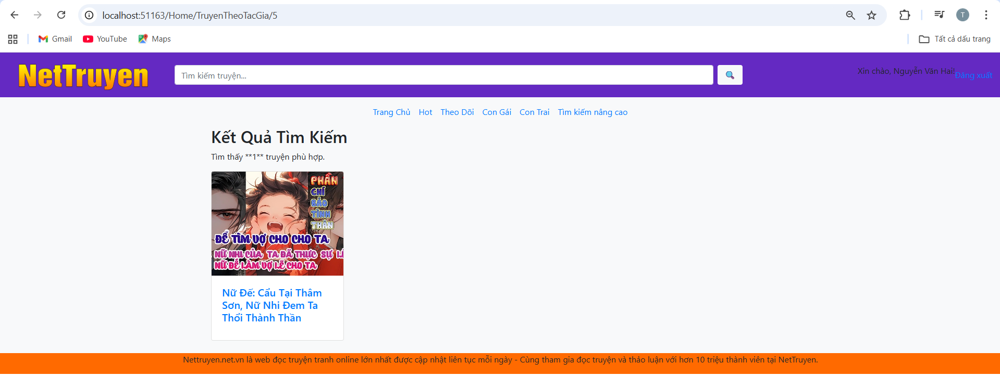 localhost:51163/Home/TruyenTheoTacGia/5
T
Gmail YouTube Maps Tất cả dấu trang
NetTruyen
Tìm kiếm truyện...
Xin chào, Nguyễn Văn Hai!
Đăng xuất
Trang Chủ Hot Theo Dõi Con Gái Con Trai Tìm kiếm nâng cao
Kết Quả Tìm Kiếm
Tìm thấy **1** truyện phù hợp.
PHẦN
CHÍ
BẢO
TÌNH
THÂN
ĐỂ TÌM VỢ CHO CHO TA
NỮ NHI CỦA TA ĐÃ THỰC SỰ
NỮ ĐẾ LÀM VỢ LẼ CHO TA
Nữ Đế: Cẩu Tại Thâm
Sơn, Nữ Nhi Đem Ta
Thổi Thành Thần
Nettruyen.net.vn là web đọc truyện tranh online lớn nhất được cập nhật liên tục mỗi ngày - Cùng tham gia đọc truyện và thảo luận với hơn 10 triệu thành viên tại NetTruyen.